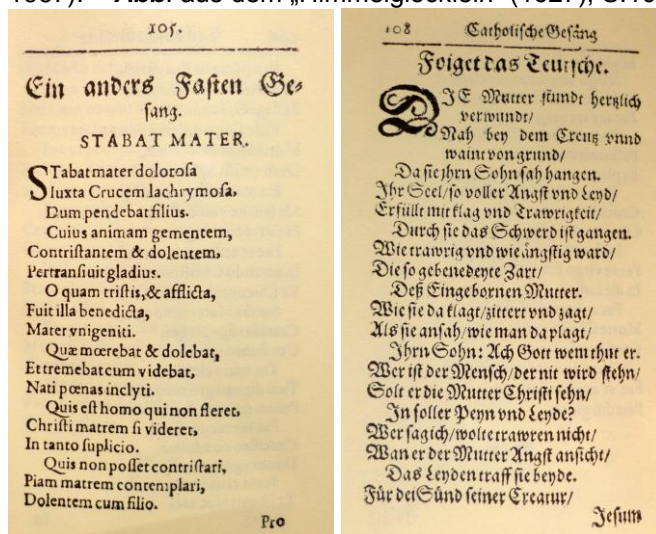 Abb. aus dem „Himmelglöcklein" (1627), S.10
105.
Ein anders Fasten Ge⸗
sang.
STABAT MATER.
STabat mater doloroſa
Iuxta Crucem lachrymoſa,
Dum pendebat filius.
Cuius animam gementem,
Contriſtantem & dolentem,
Pertranſiuit gladius.
O quam triſtis, & afflicta,
Fuit illa benedicta,
Mater vnigeniti.
Quæ mœrebat & dolebat,
Et tremebat cum videbat,
Nati pœnas inclyti.
Quis eſt homo qui non fleret,
Chriſti matrem ſi videret,
In tanto ſuplicio.
Quis non poſſet contriſtari,
Piam matrem contemplari,
Dolentem cum filio.
Pro
108 Catholiſche Geſäng
Folget das Teutſche.
DJE Mutter ſtundt hertzlich
verwundt/
Nah bey dem Creutz vnnd
waint von grund/
Da ſie jhrn Sohn ſah hangen.
Jhr Seel/ ſo voller Angſt vnd Leyd/
Erfüllt mit klag vnd Trawrigkeit/
Durch ſie das Schwerd iſt gangen.
Wie trawrig vnd wie ängſtig ward/
Die ſo gebenedeyte Zart/
Deß Eingebornen Mutter.
Wie ſie da klagt/ zittert vnd zagt/
Als ſie anſah/ wie man da plagt/
Jhrn Sohn: Ach Gott wem thut er.
Wer iſt der Menſch/ der nit wird ſtehn/
Solt er die Mutter Chriſti ſehn/
Jn ſoller Peyn vnd Leyde?
Wer ſag ich/ wolte trawren nicht/
Wan er der Mutter Angſt anſicht/
Das Leyden traff ſie beyde.
Für dei Sünd ſeiner Creatur/
Jeſum